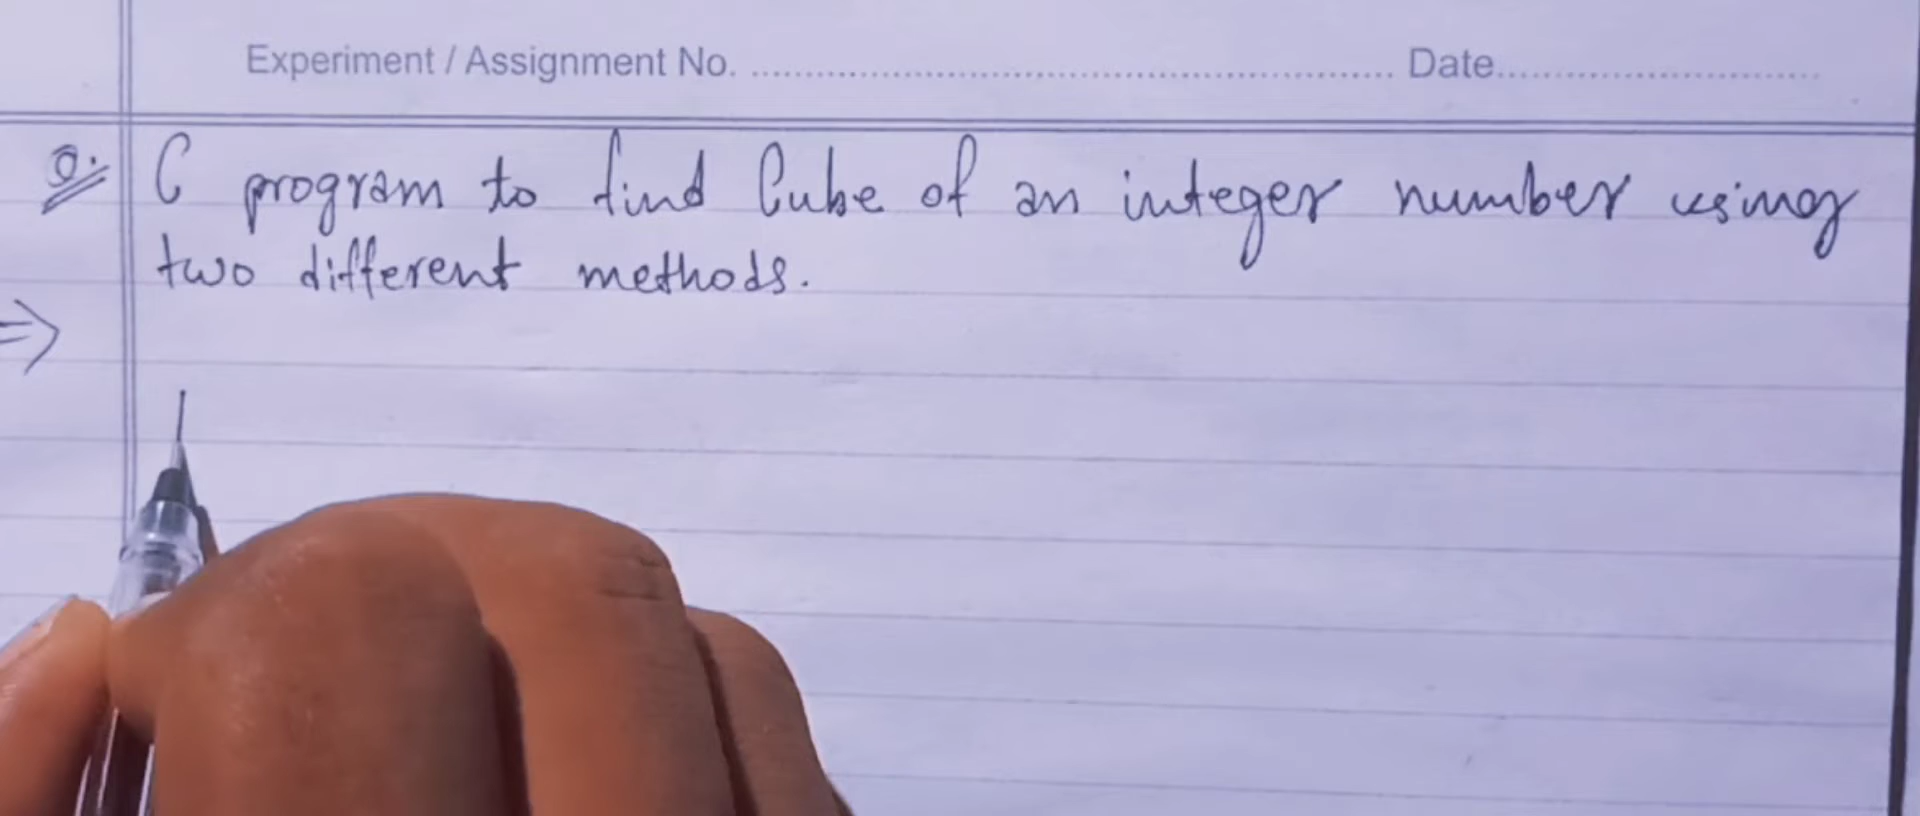 Experiment / Assignment No. ........................................ Date........................
Q. C program to find Cube of an integer number using
two different methods.
⇒